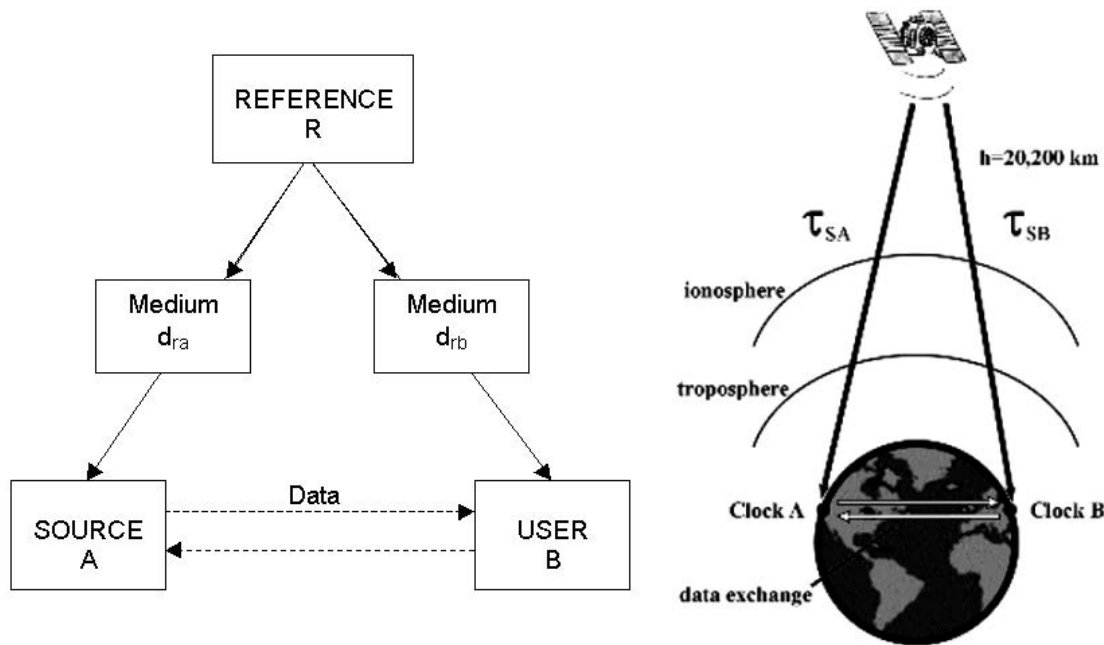 REFERENCE
R
Medium
d_ra
Medium
d_rb
SOURCE
A
Data
USER
B
h=20,200 km
τ_SA
τ_SB
ionosphere
troposphere
Clock A
Clock B
data exchange